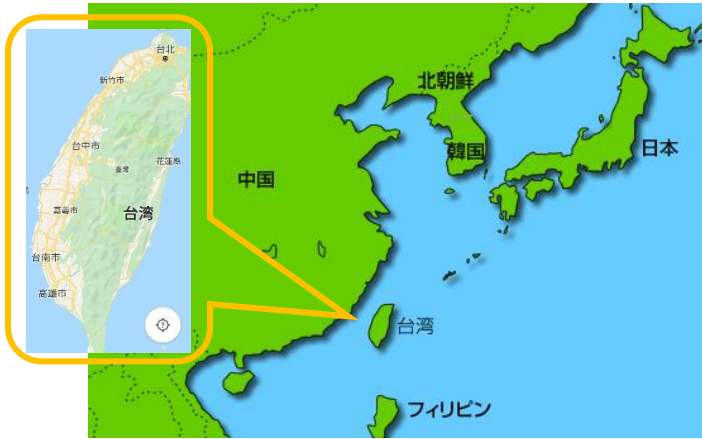 台北
新竹市
台中市
臺灣
花蓮縣
嘉義市
台湾
台南市
高雄市
北朝鮮
韓国
日本
中国
台湾
フィリピン